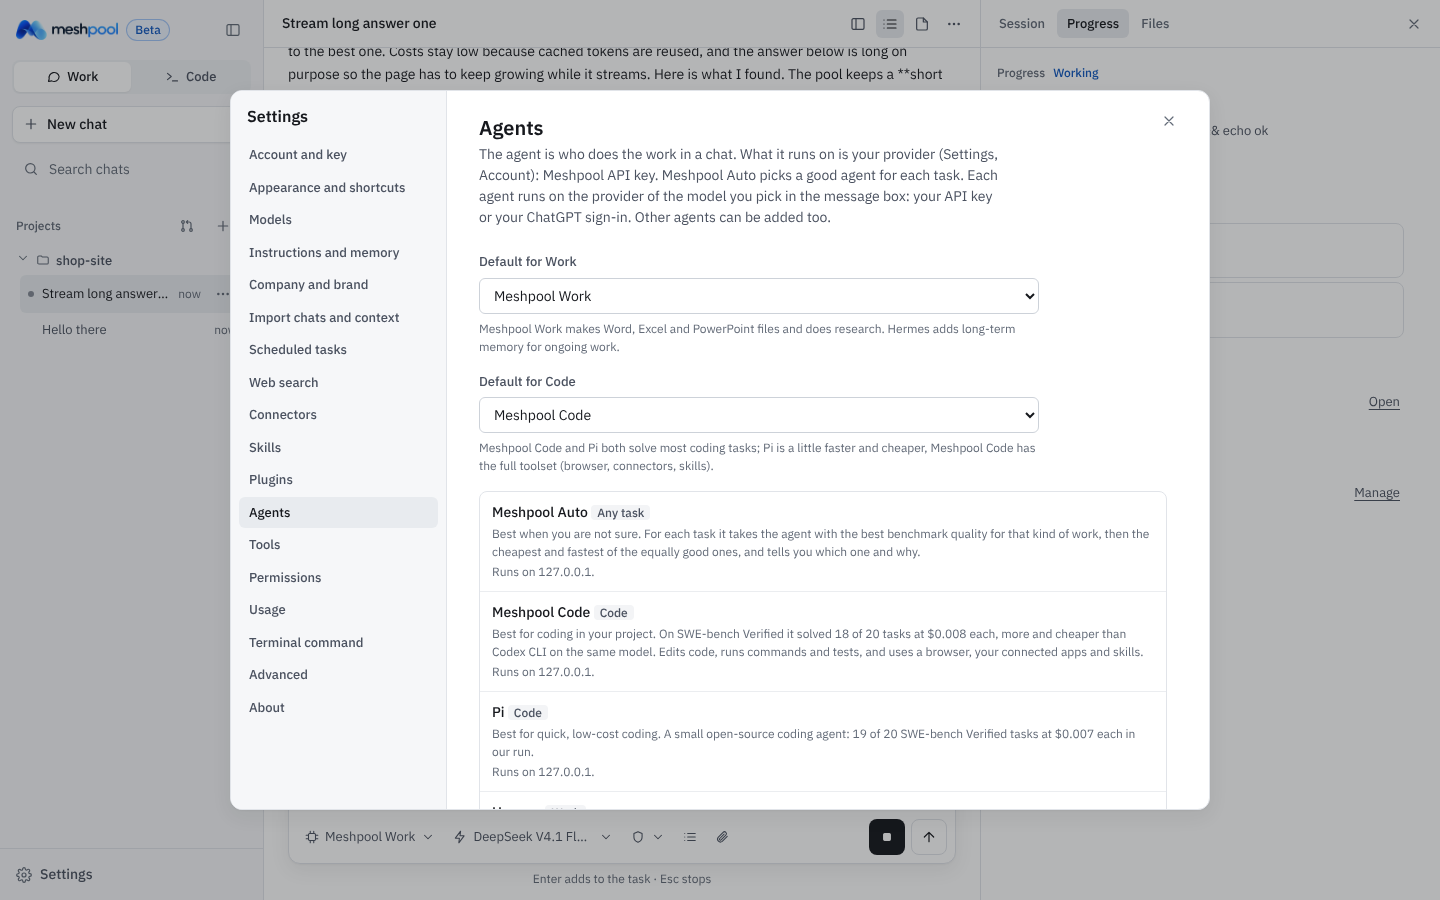 meshpool Beta
Work
Code
New chat
Search chats
Projects
shop-site
Stream long answer... now
Hello there
Settings
Stream long answer one
to the best one. Costs stay low because cached tokens are reused, and the answer below is long on
purpose so the page has to keep growing while it streams. Here is what I found. The pool keeps a **short
Session
Progress
Files
Progress Working
& echo ok
Open
Manage
Settings
Account and key
Appearance and shortcuts
Models
Instructions and memory
Company and brand
Import chats and context
Scheduled tasks
Web search
Connectors
Skills
Plugins
Agents
Tools
Permissions
Usage
Terminal command
Advanced
About
Agents
The agent is who does the work in a chat. What it runs on is your provider (Settings,
Account): Meshpool API key. Meshpool Auto picks a good agent for each task. Each
agent runs on the provider of the model you pick in the message box: your API key
or your ChatGPT sign-in. Other agents can be added too.
Default for Work
Meshpool Work
Meshpool Work makes Word, Excel and PowerPoint files and does research. Hermes adds long-term
memory for ongoing work.
Default for Code
Meshpool Code
Meshpool Code and Pi both solve most coding tasks; Pi is a little faster and cheaper, Meshpool Code has
the full toolset (browser, connectors, skills).
Meshpool Auto Any task
Best when you are not sure. For each task it takes the agent with the best benchmark quality for that kind of work, then the
cheapest and fastest of the equally good ones, and tells you which one and why.
Runs on 127.0.0.1.
Meshpool Code Code
Best for coding in your project. On SWE-bench Verified it solved 18 of 20 tasks at $0.008 each, more and cheaper than
Codex CLI on the same model. Edits code, runs commands and tests, and uses a browser, your connected apps and skills.
Runs on 127.0.0.1.
Pi Code
Best for quick, low-cost coding. A small open-source coding agent: 19 of 20 SWE-bench Verified tasks at $0.007 each in
our run.
Runs on 127.0.0.1.
Meshpool Work
DeepSeek V4.1 Fl...
Enter adds to the task · Esc stops